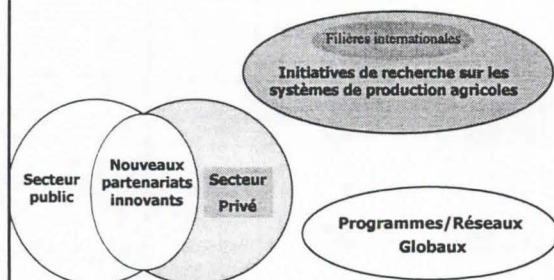 Filières internationales
Initiatives de recherche sur les
systèmes de production agricoles
Secteur
public
Nouveaux
partenariats
innovants
Secteur
Privé
Programmes/Réseaux
Globaux